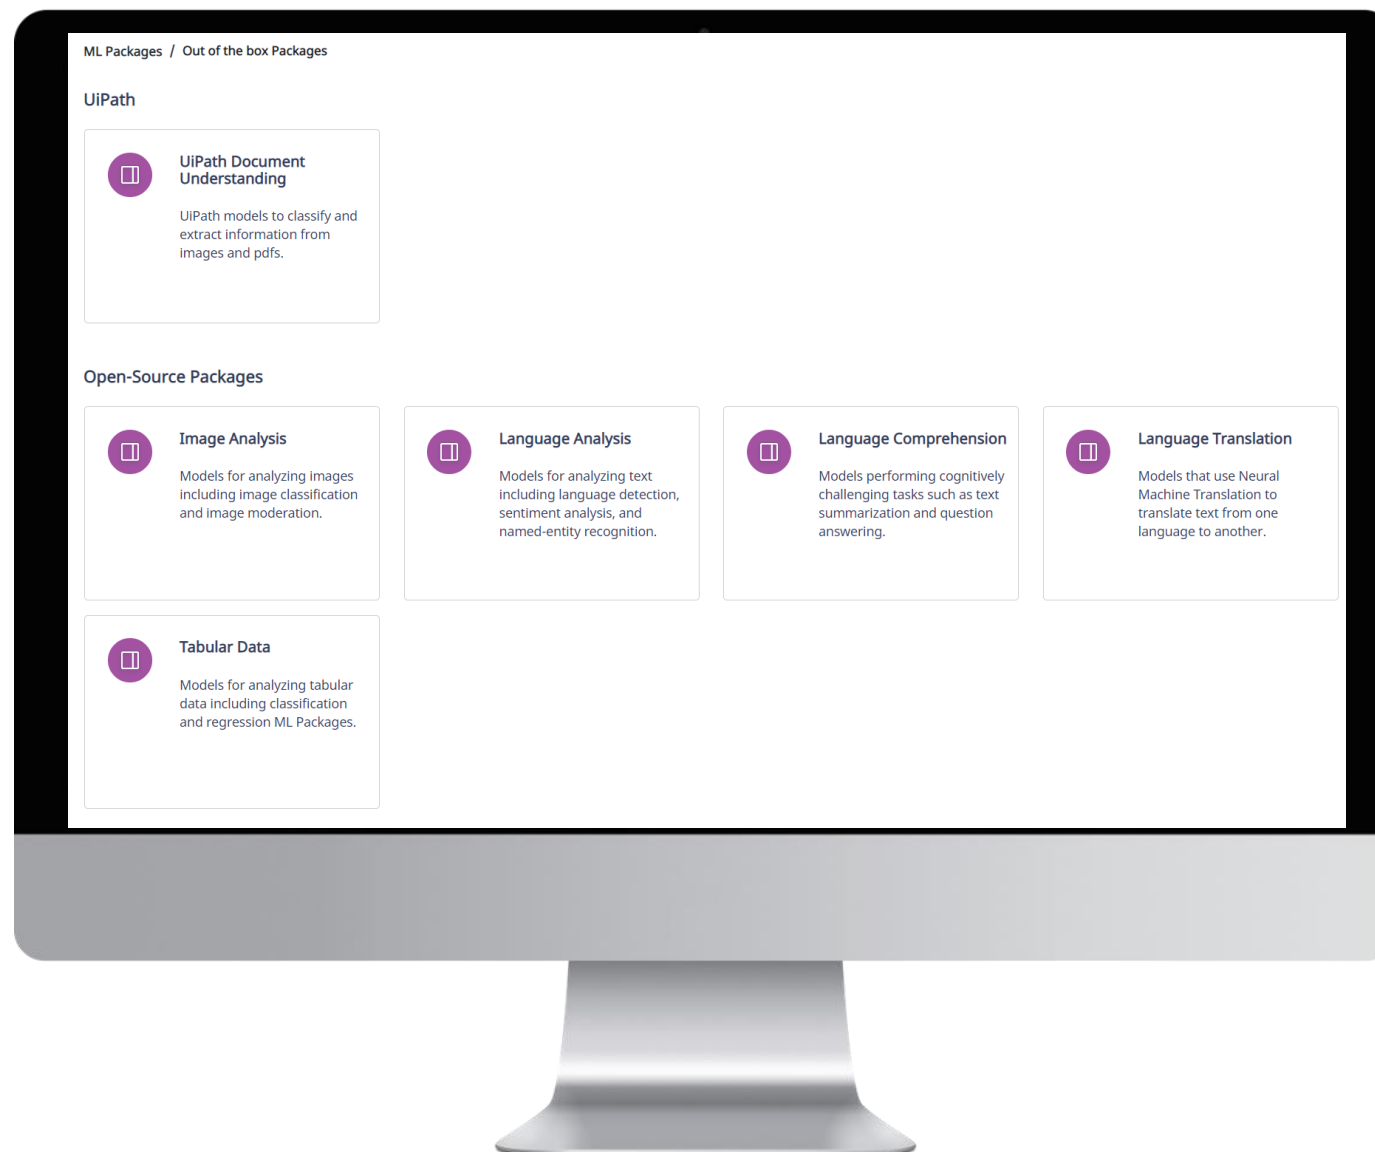 ML Packages / Out of the box Packages
UiPath
UiPath Document
Understanding
UiPath models to classify and
extract information from
images and pdfs.
Open-Source Packages
Image Analysis
Models for analyzing images
including image classification
and image moderation.
Language Analysis
Models for analyzing text
including language detection,
sentiment analysis, and
named-entity recognition.
Language Comprehension
Models performing cognitively
challenging tasks such as text
summarization and question
answering.
Language Translation
Models that use Neural
Machine Translation to
translate text from one
language to another.
Tabular Data
Models for analyzing tabular
data including classification
and regression ML Packages.